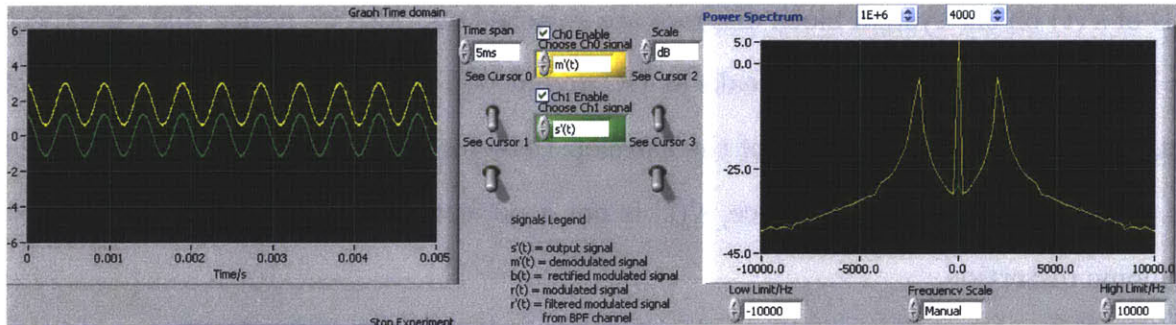 Graph Time domain
6
4
2
0
-2
-4
-6
0
0.001
0.002
0.003
0.004
0.005
Time/s
Stop Experiment
Time span
5ms
See Cursor 0
See Cursor 1
Ch0 Enable
Choose Ch0 signal
m'(t)
Ch1 Enable
Choose Ch1 signal
s'(t)
Scale
dB
See Cursor 2
See Cursor 3
signals Legend
s'(t) = output signal
m'(t) = demodulated signal
b(t) = rectified modulated signal
r(t) = modulated signal
r'(t) = filtered modulated signal
from BPF channel
Power Spectrum
1E+6
4000
5.0
0.0
-25.0
-45.0
-10000.0
-5000.0
0.0
5000.0
10000.0
Low Limit/Hz
-10000
Frequency Scale
Manual
High Limit/Hz
10000